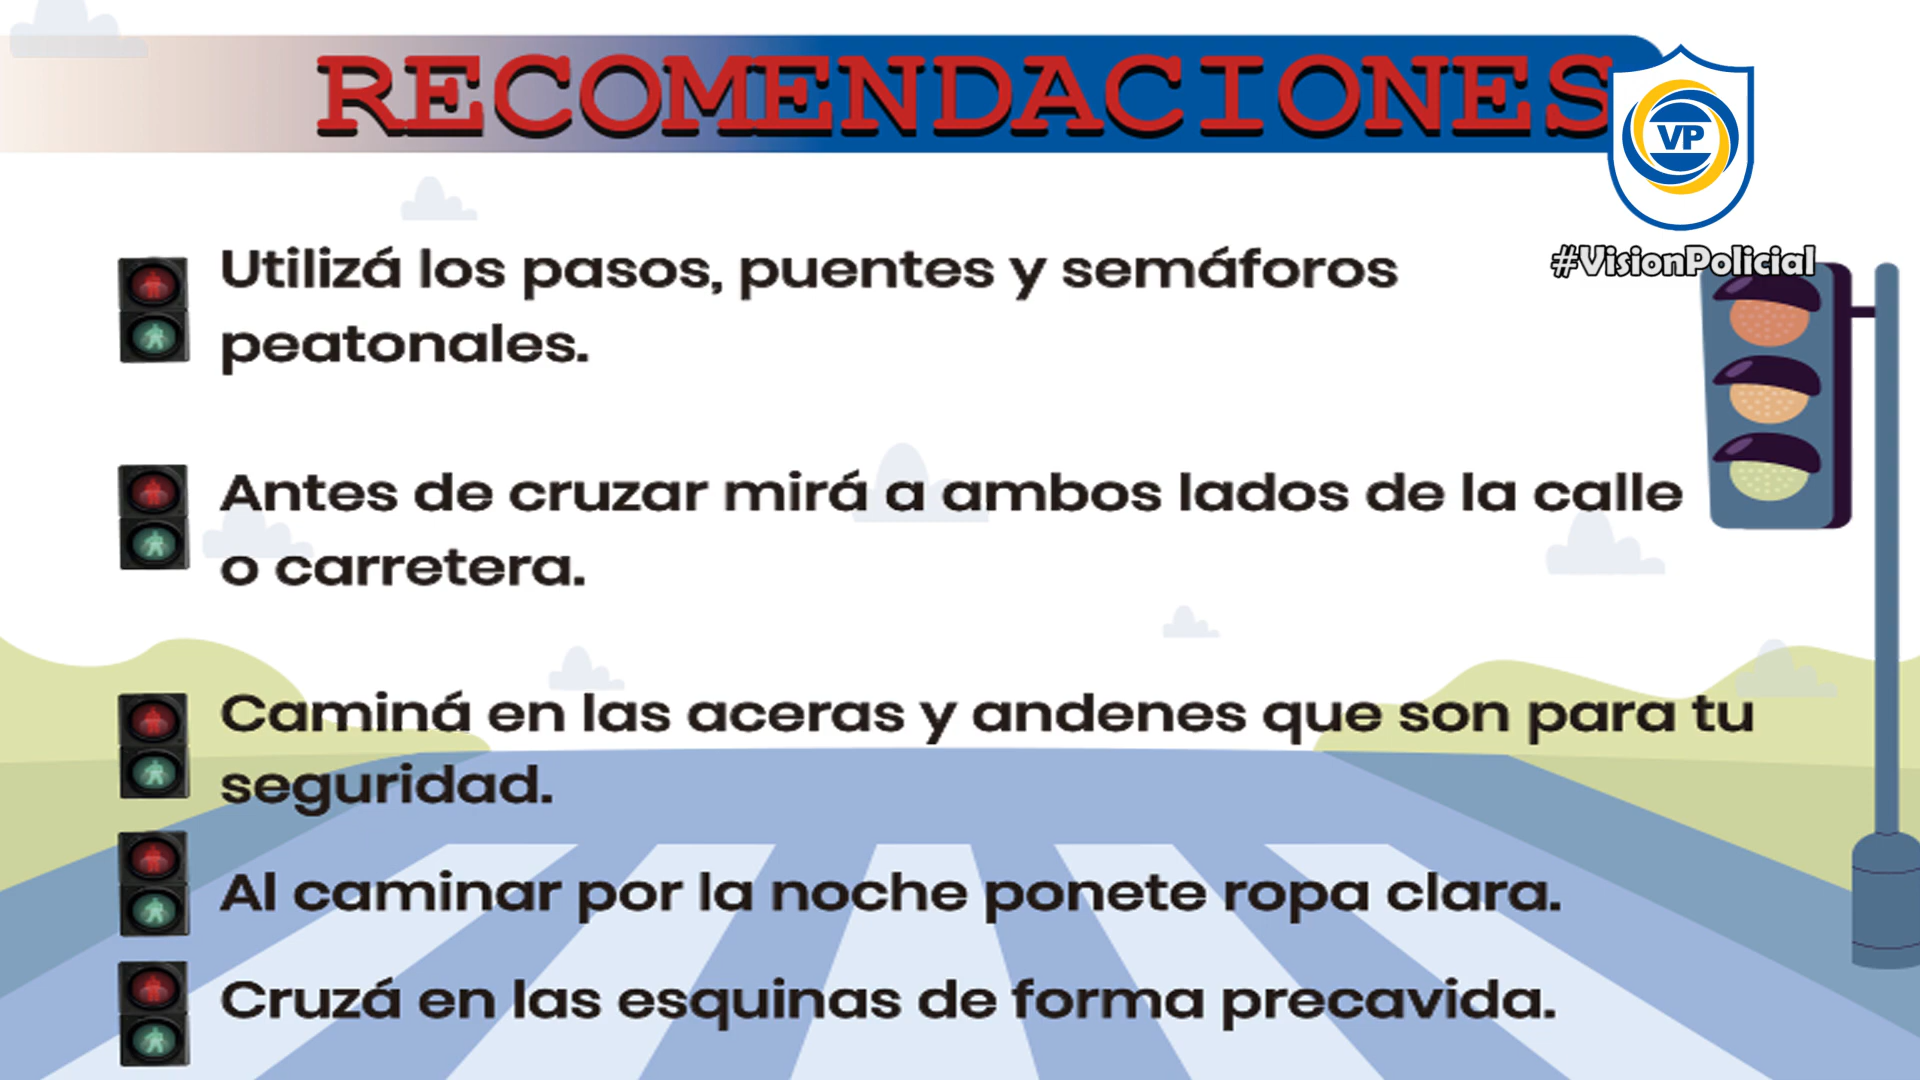 RECOMENDACIONES
VP
#VisionPolicial
Utilizá los pasos, puentes y semáforos
peatonales.
Antes de cruzar mirá a ambos lados de la calle
o carretera.
Caminá en las aceras y andenes que son para tu
seguridad.
Al caminar por la noche ponete ropa clara.
Cruzá en las esquinas de forma precavida.